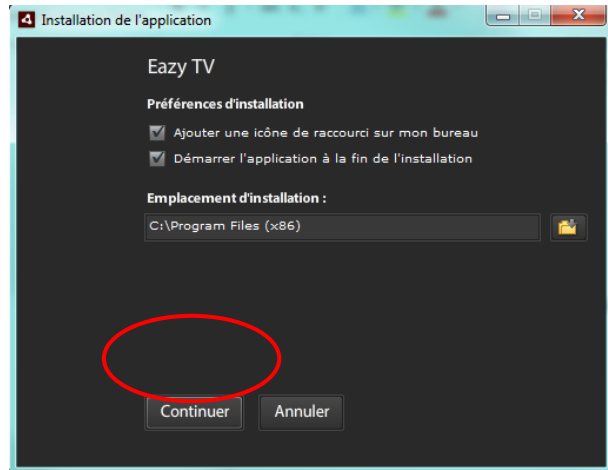 Installation de l'application
Eazy TV
Préférences d'installation
Ajouter une icône de raccourci sur mon bureau
Démarrer l'application à la fin de l'installation
Emplacement d'installation :
C:\Program Files (x86)
Continuer Annuler